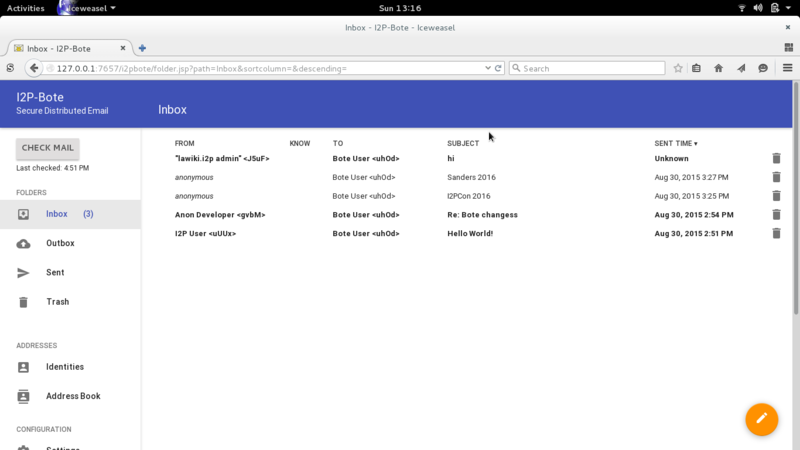 Activities Iceweasel Sun 13:16
Inbox - I2P-Bote - Iceweasel
Inbox - I2P-Bote
127.0.0.1:7657/i2pbote/folder.jsp?path=Inbox&sortcolumn=&descending= Search
I2P-Bote
Secure Distributed Email
Inbox
CHECK MAIL
Last checked: 4:51 PM
FOLDERS
Inbox (3)
Outbox
Sent
Trash
ADDRESSES
Identities
Address Book
CONFIGURATION
Settings
FROM KNOW TO SUBJECT SENT TIME ▾
"lawiki.i2p admin" <J5uF> Bote User <uhOd> hi Unknown
anonymous Bote User <uhOd> Sanders 2016 Aug 30, 2015 3:27 PM
anonymous Bote User <uhOd> I2PCon 2016 Aug 30, 2015 3:25 PM
Anon Developer <gvbM> Bote User <uhOd> Re: Bote changess Aug 30, 2015 2:54 PM
I2P User <uUUx> Bote User <uhOd> Hello World! Aug 30, 2015 2:51 PM